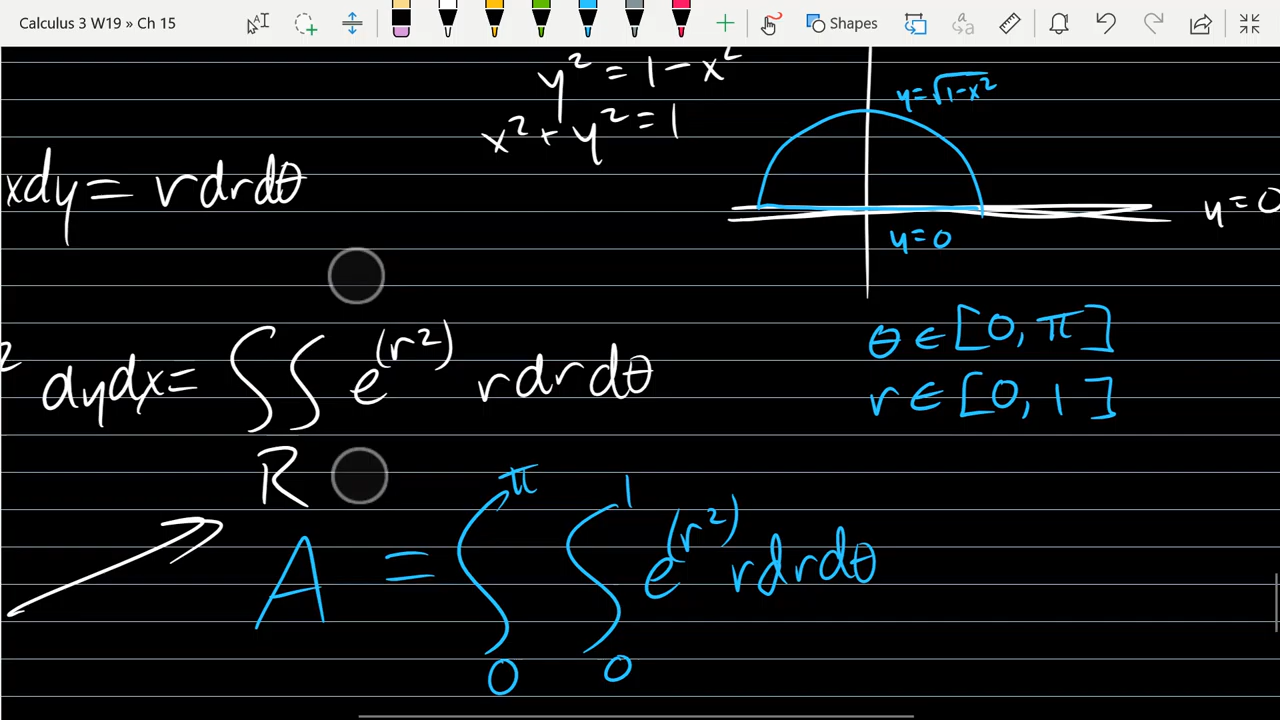 Calculus 3 W19 » Ch 15
Shapes
y² = 1 - x²
x² + y² = 1
y=√1-x²
xdy = rdrdθ
y=0
y=0
θ ∈ [0, π]
2 dydx = ∬ e^(r²) rdrdθ
R
r ∈ [0, 1]
A = ∫₀^π ∫₀^1 e^(r²) rdrdθ